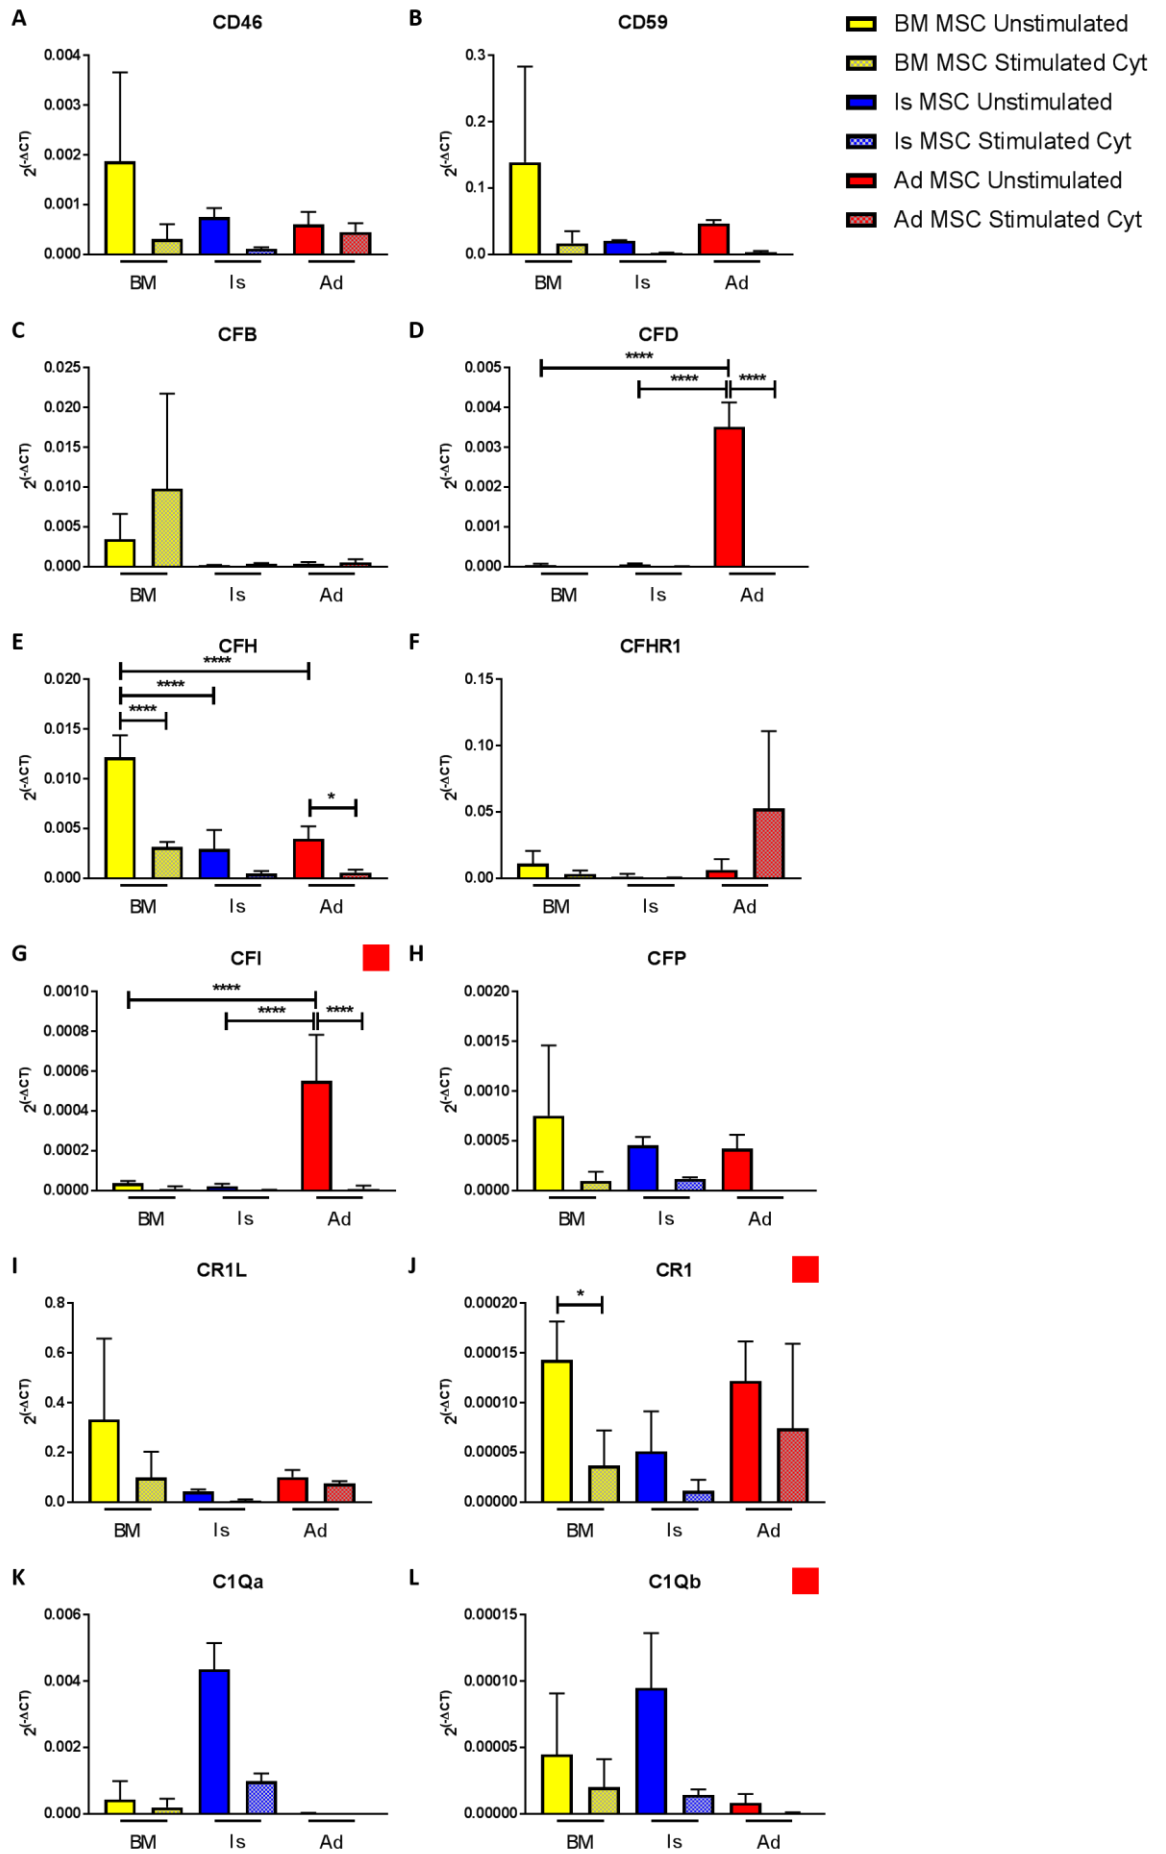 A
CD46
0.004
0.003
0.002
0.001
0.000
2^(-ΔCT)
BM
Is
Ad
B
CD59
0.3
0.2
0.1
0.0
2^(-ΔCT)
BM
Is
Ad
BM MSC Unstimulated
BM MSC Stimulated Cyt
Is MSC Unstimulated
Is MSC Stimulated Cyt
Ad MSC Unstimulated
Ad MSC Stimulated Cyt
C
CFB
0.025
0.020
0.015
0.010
0.005
0.000
2^(-ΔCT)
BM
Is
Ad
D
CFD
0.005
0.004
0.003
0.002
0.001
0.000
2^(-ΔCT)
****
****
****
BM
Is
Ad
E
CFH
0.020
0.015
0.010
0.005
0.000
2^(-ΔCT)
****
****
****
*
BM
Is
Ad
F
CFHR1
0.15
0.10
0.05
0.00
2^(-ΔCT)
BM
Is
Ad
G
CFI
0.0010
0.0008
0.0006
0.0004
0.0002
0.0000
2^(-ΔCT)
****
****
****
BM
Is
Ad
H
CFP
0.0020
0.0015
0.0010
0.0005
0.0000
2^(-ΔCT)
BM
Is
Ad
I
CR1L
0.8
0.6
0.4
0.2
0.0
2^(-ΔCT)
BM
Is
Ad
J
CR1
0.00020
0.00015
0.00010
0.00005
0.00000
2^(-ΔCT)
*
BM
Is
Ad
K
C1Qa
0.006
0.004
0.002
0.000
2^(-ΔCT)
BM
Is
Ad
L
C1Qb
0.00015
0.00010
0.00005
0.00000
2^(-ΔCT)
BM
Is
Ad